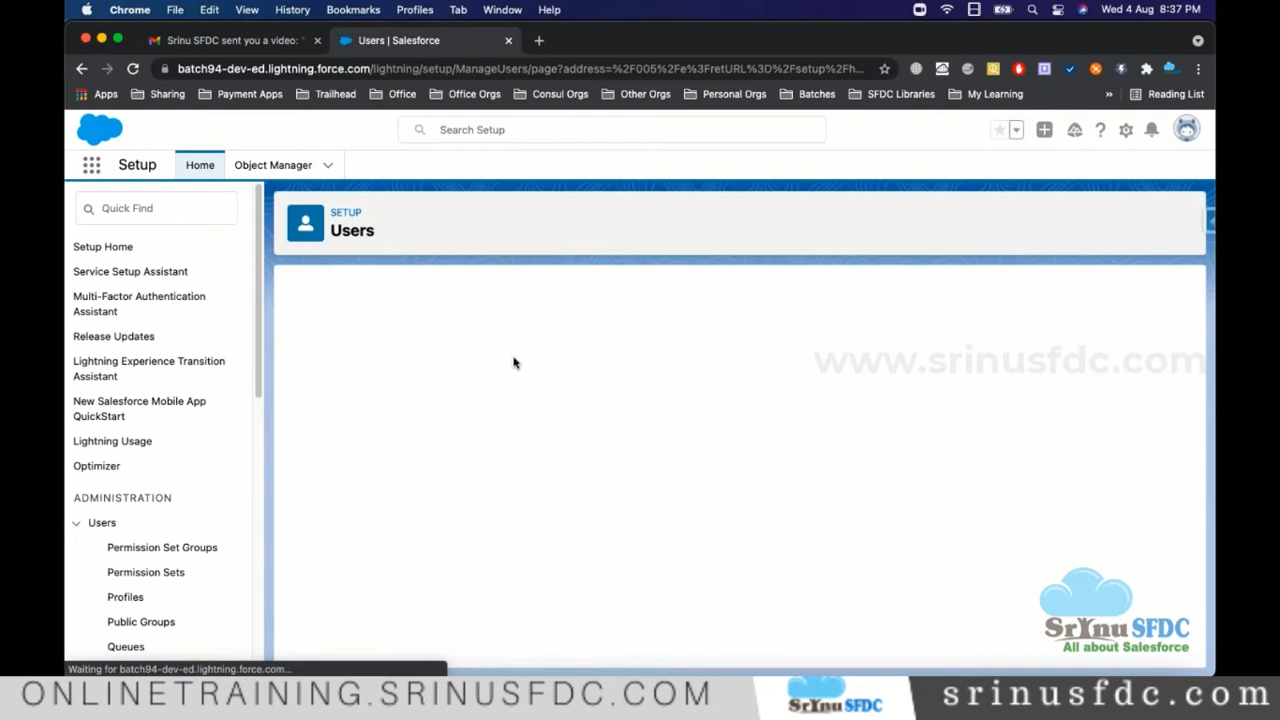 Chrome File Edit View History Bookmarks Profiles Tab Window Help Wed 4 Aug 8:37 PM
Srinu SFDC sent you a video: "
Users | Salesforce
batch94-dev-ed.lightning.force.com/lightning/setup/ManageUsers/page?address=%2F005%2Fe%3FretURL%3D%2Fsetup%2Fh...
Apps Sharing Payment Apps Trailhead Office Office Orgs Consul Orgs Other Orgs Personal Orgs Batches SFDC Libraries My Learning » Reading List
Search Setup
Setup Home Object Manager
Quick Find
SETUP
Users
Setup Home
Service Setup Assistant
Multi-Factor Authentication
Assistant
Release Updates
Lightning Experience Transition
Assistant
New Salesforce Mobile App
QuickStart
Lightning Usage
Optimizer
ADMINISTRATION
Users
Permission Set Groups
Permission Sets
Profiles
Public Groups
Queues
www.srinusfdc.com
Srinu SFDC
All about Salesforce
Waiting for batch94-dev-ed.lightning.force.com...
ONLINETRAINING.SRINUSFDC.COM
Srinu SFDC
srinusfdc.com